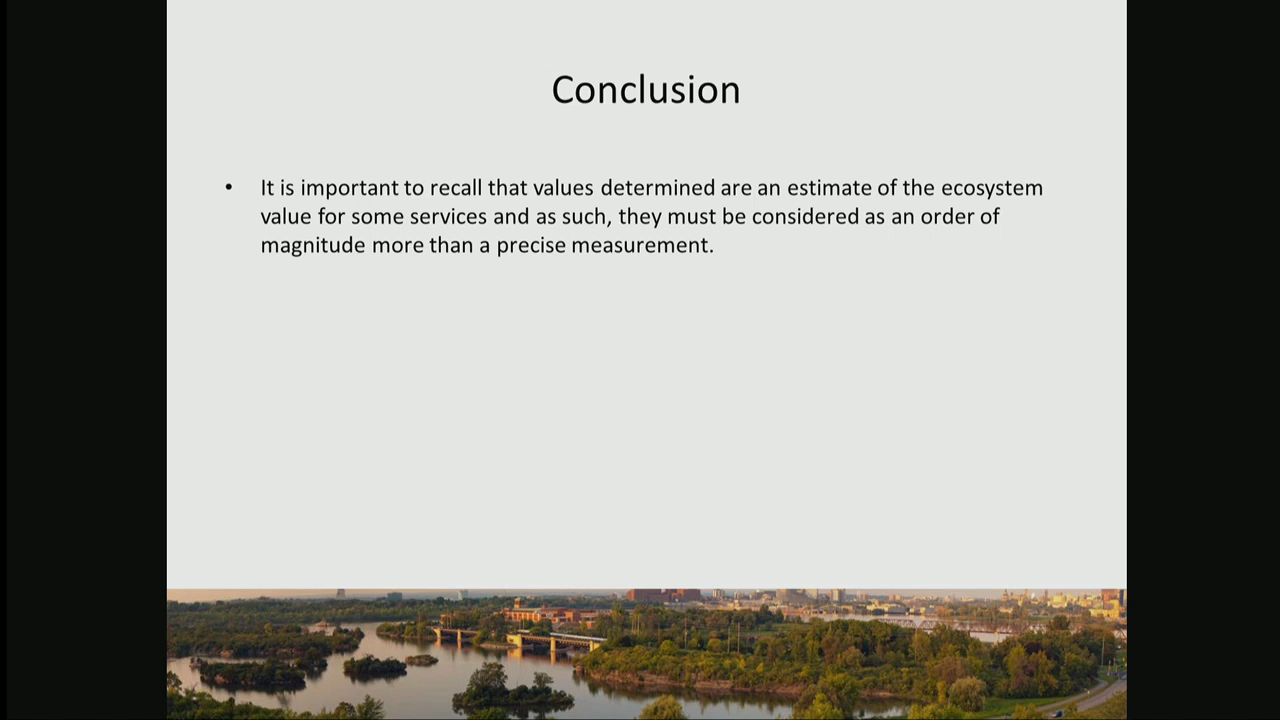 Conclusion
• It is important to recall that values determined are an estimate of the ecosystem
value for some services and as such, they must be considered as an order of
magnitude more than a precise measurement.